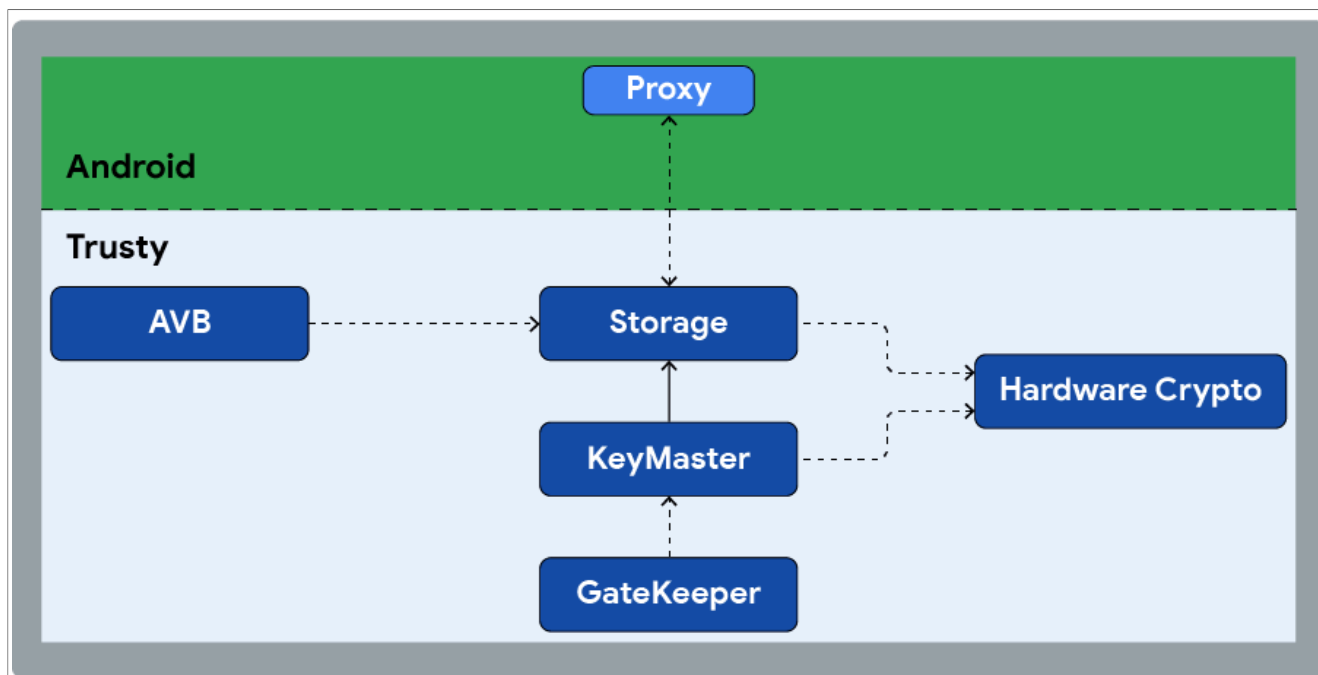 Proxy
Android
Trusty
AVB
Storage
Hardware Crypto
KeyMaster
GateKeeper